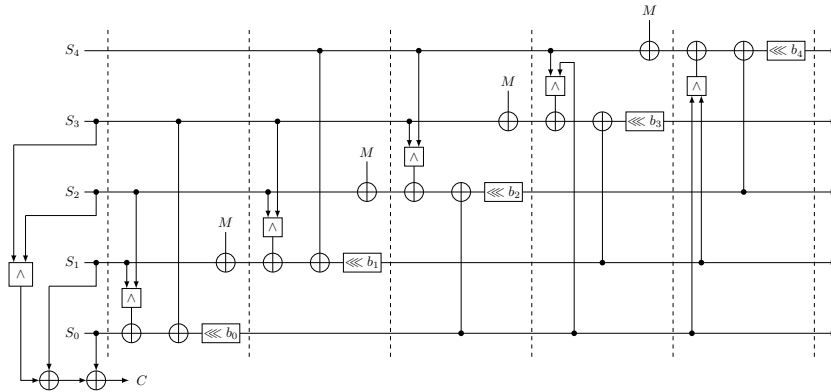 M
S₄ ∧ ⋘ b₄
M
S₃ ∧ ⋘ b₃
M
S₂ ∧ ⋘ b₂
M
S₁ ∧ ∧ ⋘ b₁
∧
S₀ ⋘ b₀
C